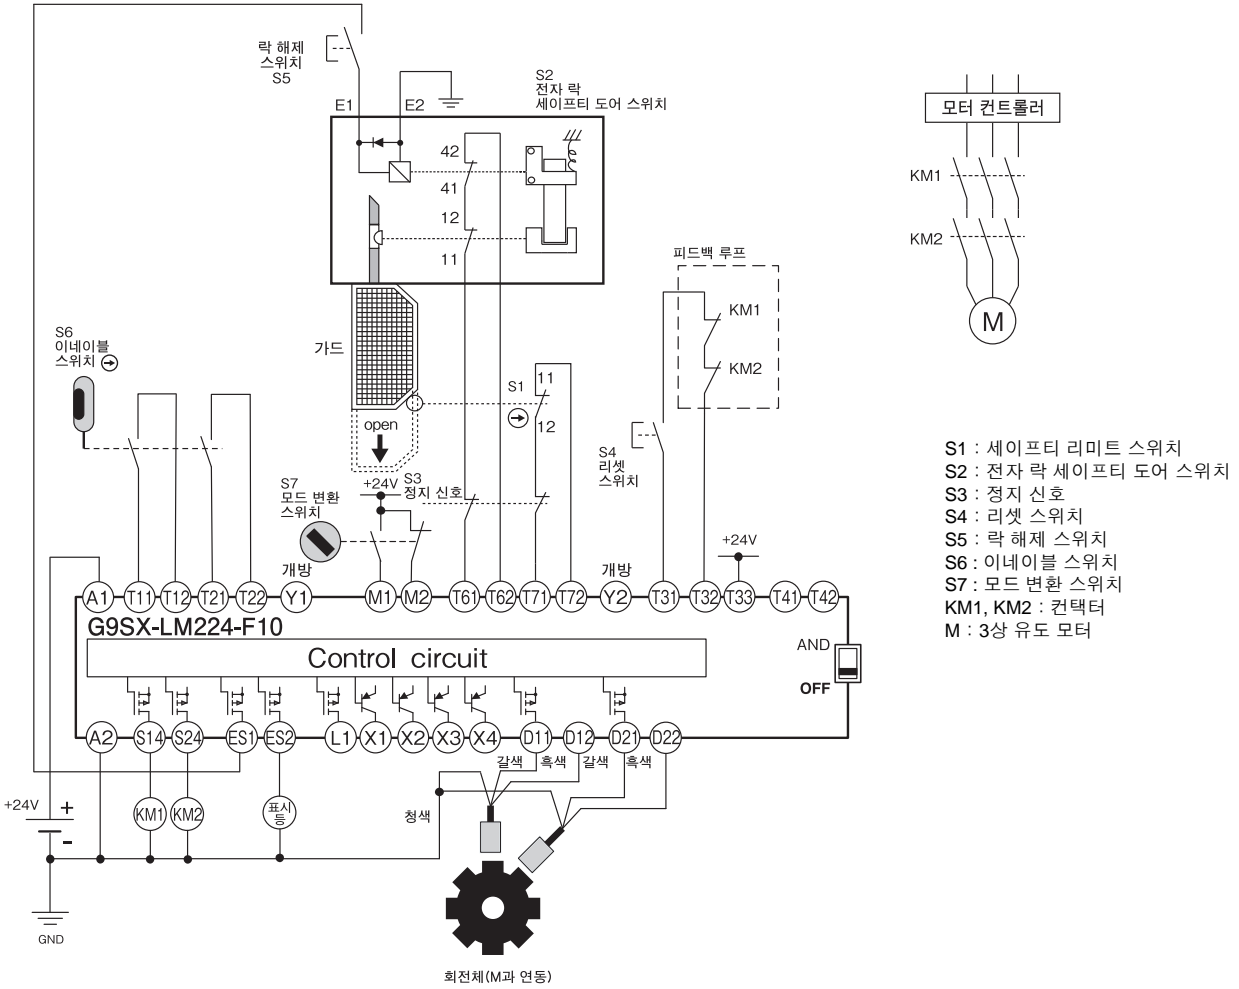 락 해제
스위치
S5
E1
E2
S2
전자 락
세이프티 도어 스위치
42
41
12
11
모터 컨트롤러
KM1
KM2
M
피드백 루프
KM1
KM2
S6
이네이블
스위치
가드
open
S1
11
12
S4
리셋
스위치
S7
모드 변환
스위치
+24V
S3
정지 신호
+24V
개방
개방
S1 : 세이프티 리미트 스위치
S2 : 전자 락 세이프티 도어 스위치
S3 : 정지 신호
S4 : 리셋 스위치
S5 : 락 해제 스위치
S6 : 이네이블 스위치
S7 : 모드 변환 스위치
KM1, KM2 : 컨택터
M : 3상 유도 모터
A1 T11 T12 T21 T22 Y1 M1 M2 T61 T62 T71 T72 Y2 T31 T32 T33 T41 T42
G9SX-LM224-F10
Control circuit
AND
OFF
A2 S14 S24 ES1 ES2 L1 X1 X2 X3 X4 D11 D12 D21 D22
갈색 흑색 갈색 흑색
+24V
+
-
KM1
KM2
표시
등
청색
GND
회전체(M과 연동)